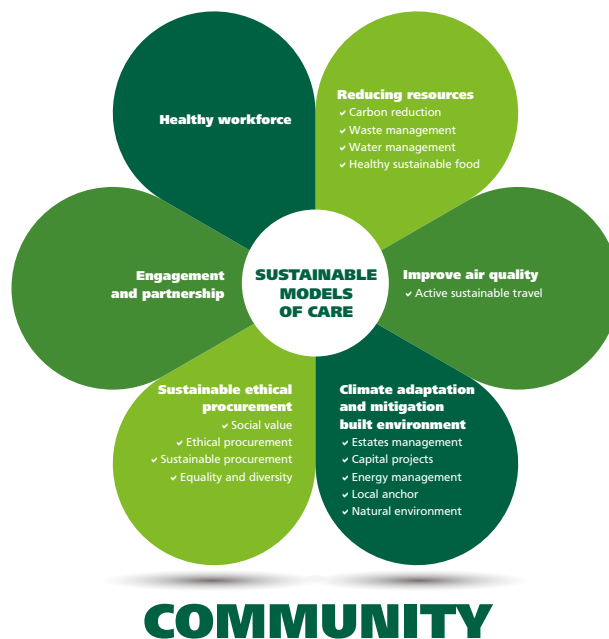 Healthy workforce
Reducing resources
✓ Carbon reduction
✓ Waste management
✓ Water management
✓ Healthy sustainable food
Engagement
and partnership
SUSTAINABLE
MODELS
OF CARE
Improve air quality
✓ Active sustainable travel
Sustainable ethical
procurement
✓ Social value
✓ Ethical procurement
✓ Sustainable procurement
✓ Equality and diversity
Climate adaptation
and mitigation
built environment
✓ Estates management
✓ Capital projects
✓ Energy management
✓ Local anchor
✓ Natural environment
COMMUNITY